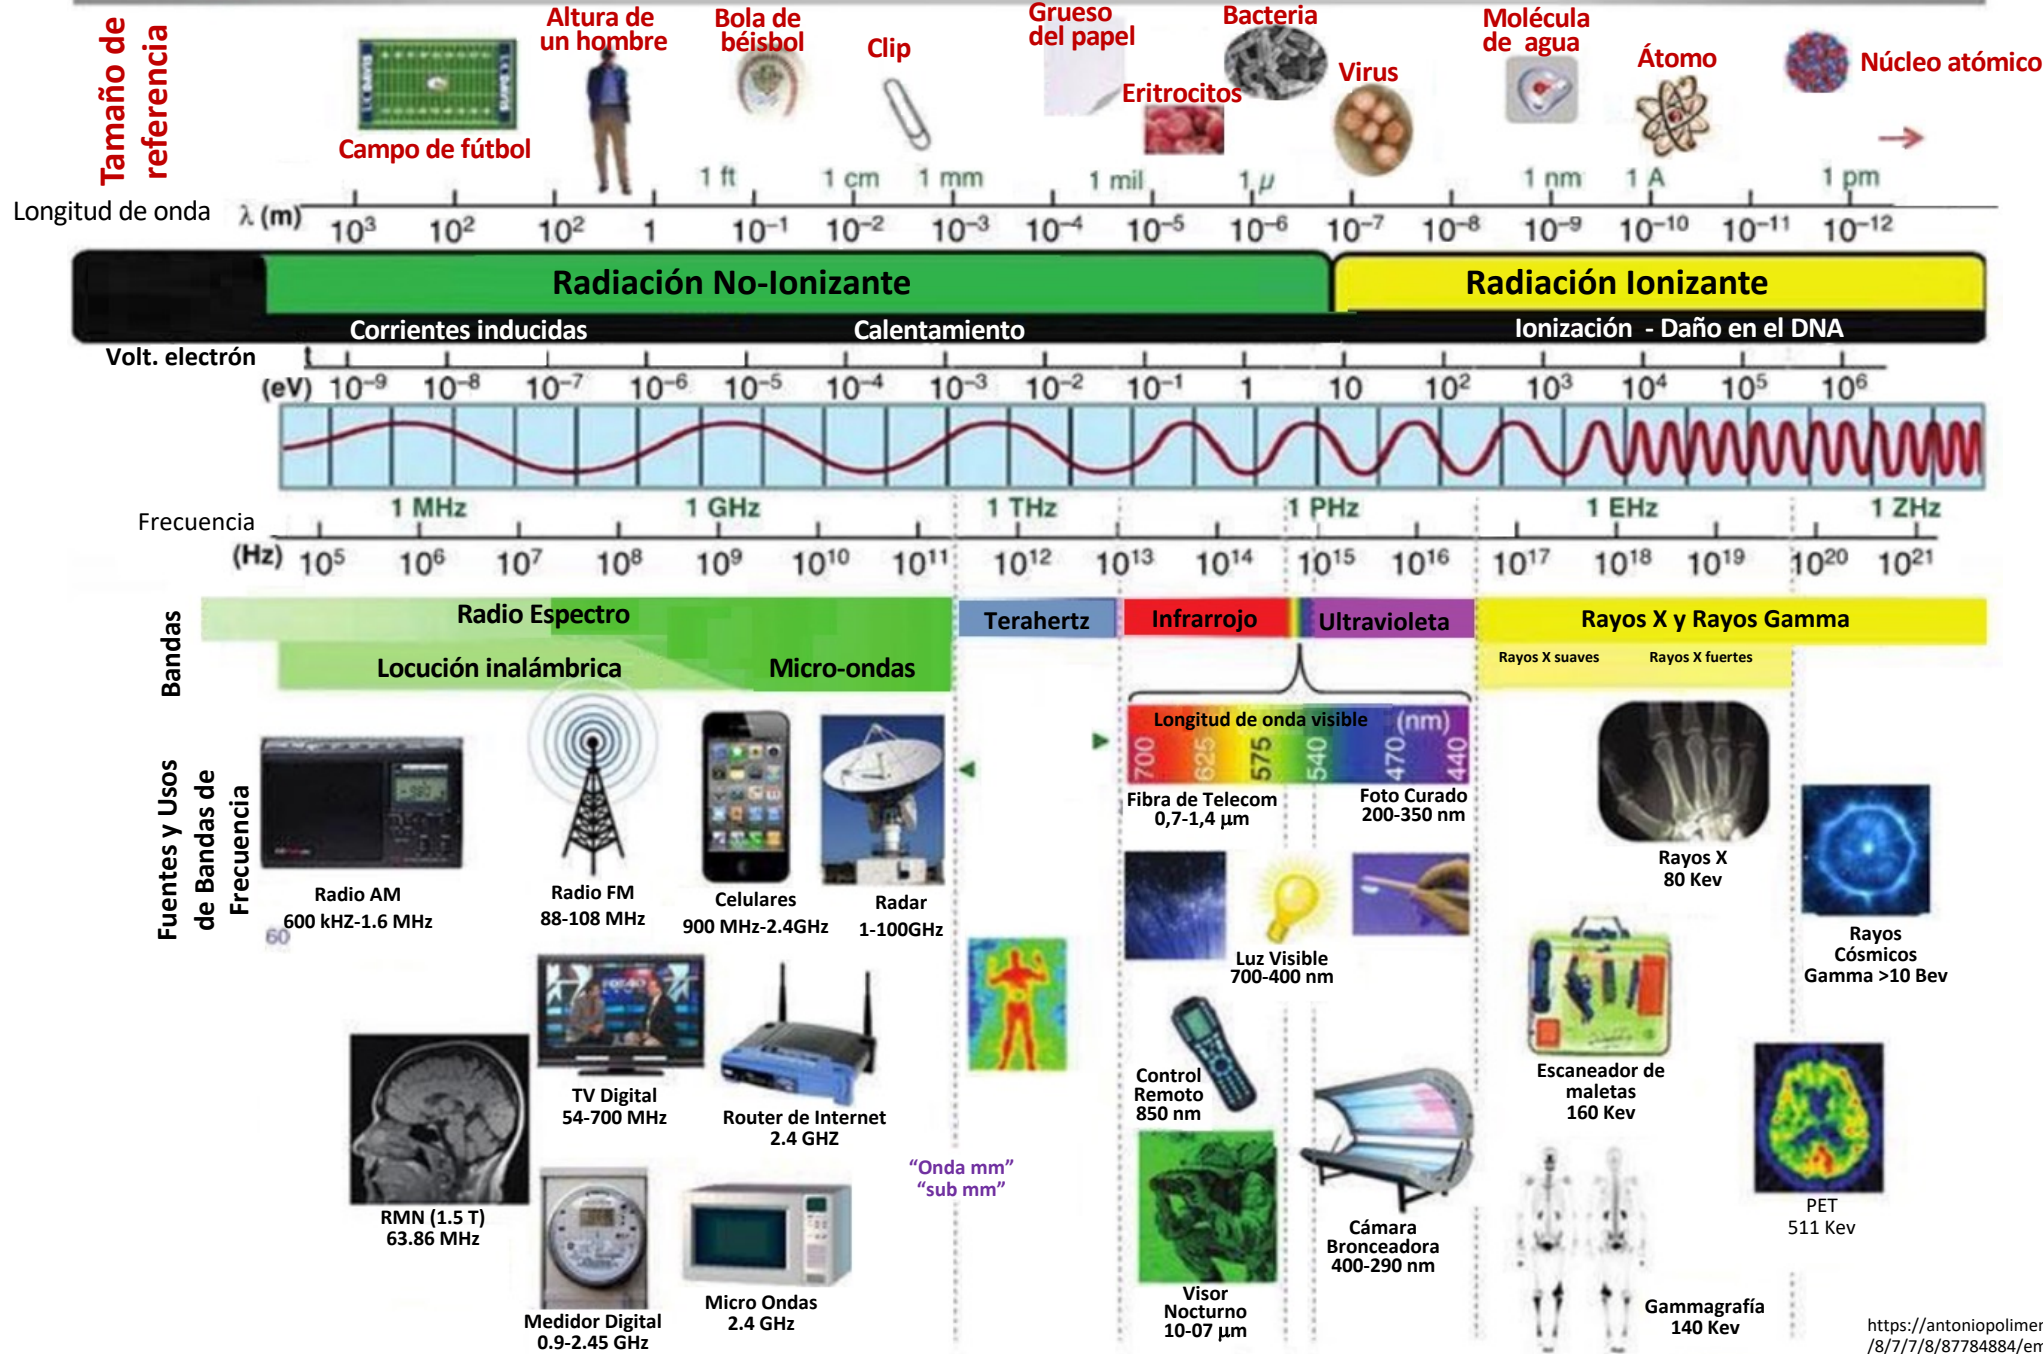 Tamaño de
referencia
Campo de fútbol
Altura de
un hombre
Bola de
béisbol
Clip
Grueso
del papel
Eritrocitos
Bacteria
Virus
Molécula
de agua
Átomo
Núcleo atómico
1 ft
1 cm
1 mm
1 mil
1 µ
1 nm
1 A
1 pm
Longitud de onda
λ (m)
10³ 10² 10² 1 10⁻¹ 10⁻² 10⁻³ 10⁻⁴ 10⁻⁵ 10⁻⁶ 10⁻⁷ 10⁻⁸ 10⁻⁹ 10⁻¹⁰ 10⁻¹¹ 10⁻¹²
Radiación No-Ionizante
Radiación Ionizante
Corrientes inducidas
Calentamiento
Ionización - Daño en el DNA
Volt. electrón
(eV) 10⁻⁹ 10⁻⁸ 10⁻⁷ 10⁻⁶ 10⁻⁵ 10⁻⁴ 10⁻³ 10⁻² 10⁻¹ 1 10 10² 10³ 10⁴ 10⁵ 10⁶
1 MHz 1 GHz 1 THz 1 PHz 1 EHz 1 ZHz
Frecuencia
(Hz) 10⁵ 10⁶ 10⁷ 10⁸ 10⁹ 10¹⁰ 10¹¹ 10¹² 10¹³ 10¹⁴ 10¹⁵ 10¹⁶ 10¹⁷ 10¹⁸ 10¹⁹ 10²⁰ 10²¹
Bandas
Radio Espectro
Terahertz
Infrarrojo
Ultravioleta
Rayos X y Rayos Gamma
Locución inalámbrica
Micro-ondas
Rayos X suaves
Rayos X fuertes
Longitud de onda visible (nm)
700 625 575 540 470 440
Fuentes y Usos
de Bandas de
Frecuencia
Radio AM
600 kHZ-1.6 MHz
60
Radio FM
88-108 MHz
Celulares
900 MHz-2.4GHz
Radar
1-100GHz
Fibra de Telecom
0,7-1,4 µm
Foto Curado
200-350 nm
Luz Visible
700-400 nm
Rayos X
80 Kev
Rayos
Cósmicos
Gamma >10 Bev
TV Digital
54-700 MHz
Router de Internet
2.4 GHZ
Control
Remoto
850 nm
Escaneador de
maletas
160 Kev
RMN (1.5 T)
63.86 MHz
"Onda mm"
"sub mm"
Cámara
Bronceadora
400-290 nm
PET
511 Kev
Medidor Digital
0.9-2.45 GHz
Micro Ondas
2.4 GHz
Visor
Nocturno
10-07 µm
Gammagrafía
140 Kev
https://antoniopolimer
/8/7/7/8/87784884/em